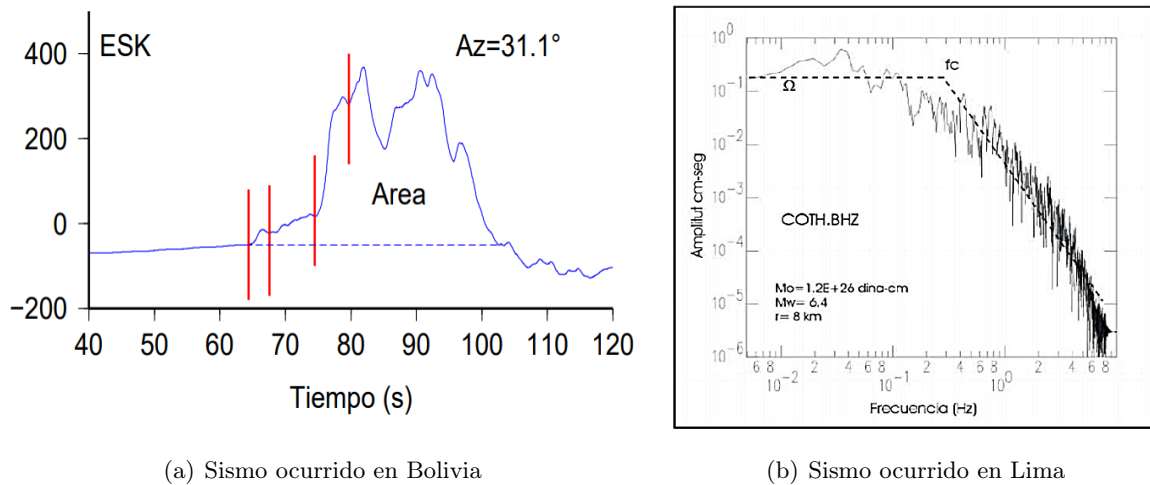 ESK
Az=31.1°
400
300
200
100
0
−200
Area
40 50 60 70 80 90 100 110 120
Tiempo (s)
(a) Sismo ocurrido en Bolivia
10^0
10^-1
10^-2
10^-3
10^-4
10^-5
10^-6
Amplitut cm-seg
Ω
fc
COTH.BHZ
Mo=1.2E+26 dina-cm
Mw= 6.4
r= 8 km
6 8 2 4 6 8 2 4 6 8 2 4 6 8
10^-2 10^-1 10^0
Frecuencia (Hz)
(b) Sismo ocurrido en Lima